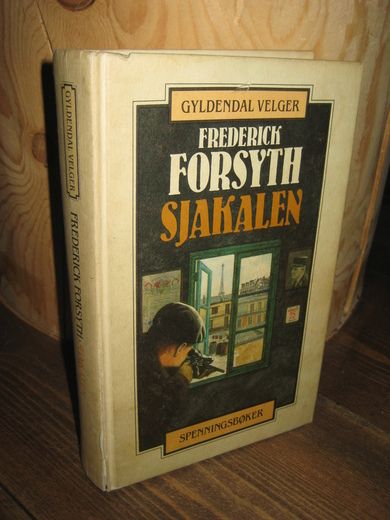 GYLDENDAL VELGER
FREDERICK
FORSYTH
SJAKALEN
SPENNINGSBØKER
GYLDENDAL VELGER
FREDERICK FORSYTH